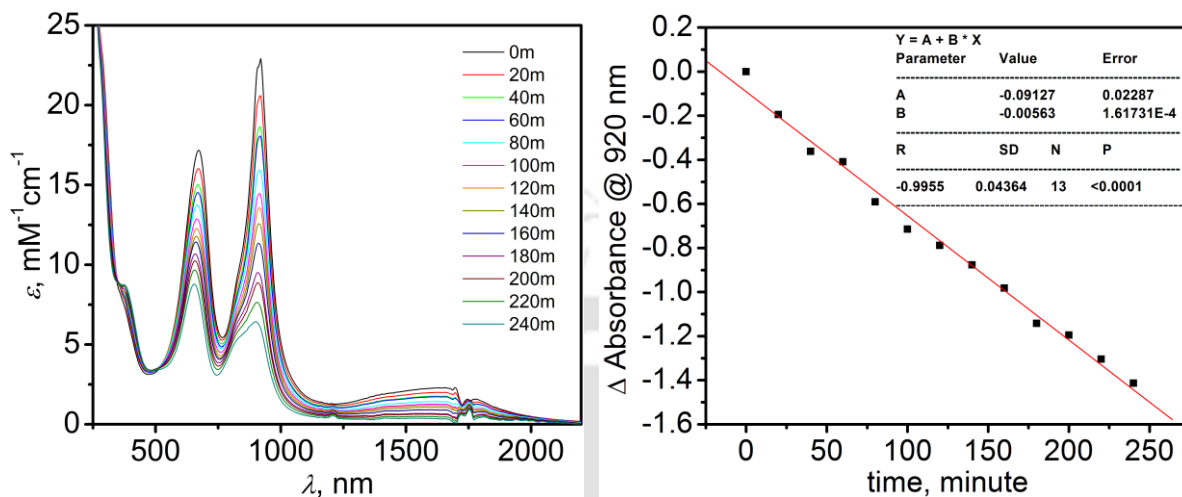 25
20
15
10
5
0
ε, mM⁻¹cm⁻¹
500 1000 1500 2000
λ, nm
0m
20m
40m
60m
80m
100m
120m
140m
160m
180m
200m
220m
240m
0.0
-0.2
-0.4
-0.6
-0.8
-1.0
-1.2
-1.4
-1.6
Δ Absorbance @ 920 nm
0 50 100 150 200 250
time, minute
Y = A + B * X
Parameter Value Error
A -0.09127 0.02287
B -0.00563 1.61731E-4
R SD N P
-0.9955 0.04364 13 <0.0001